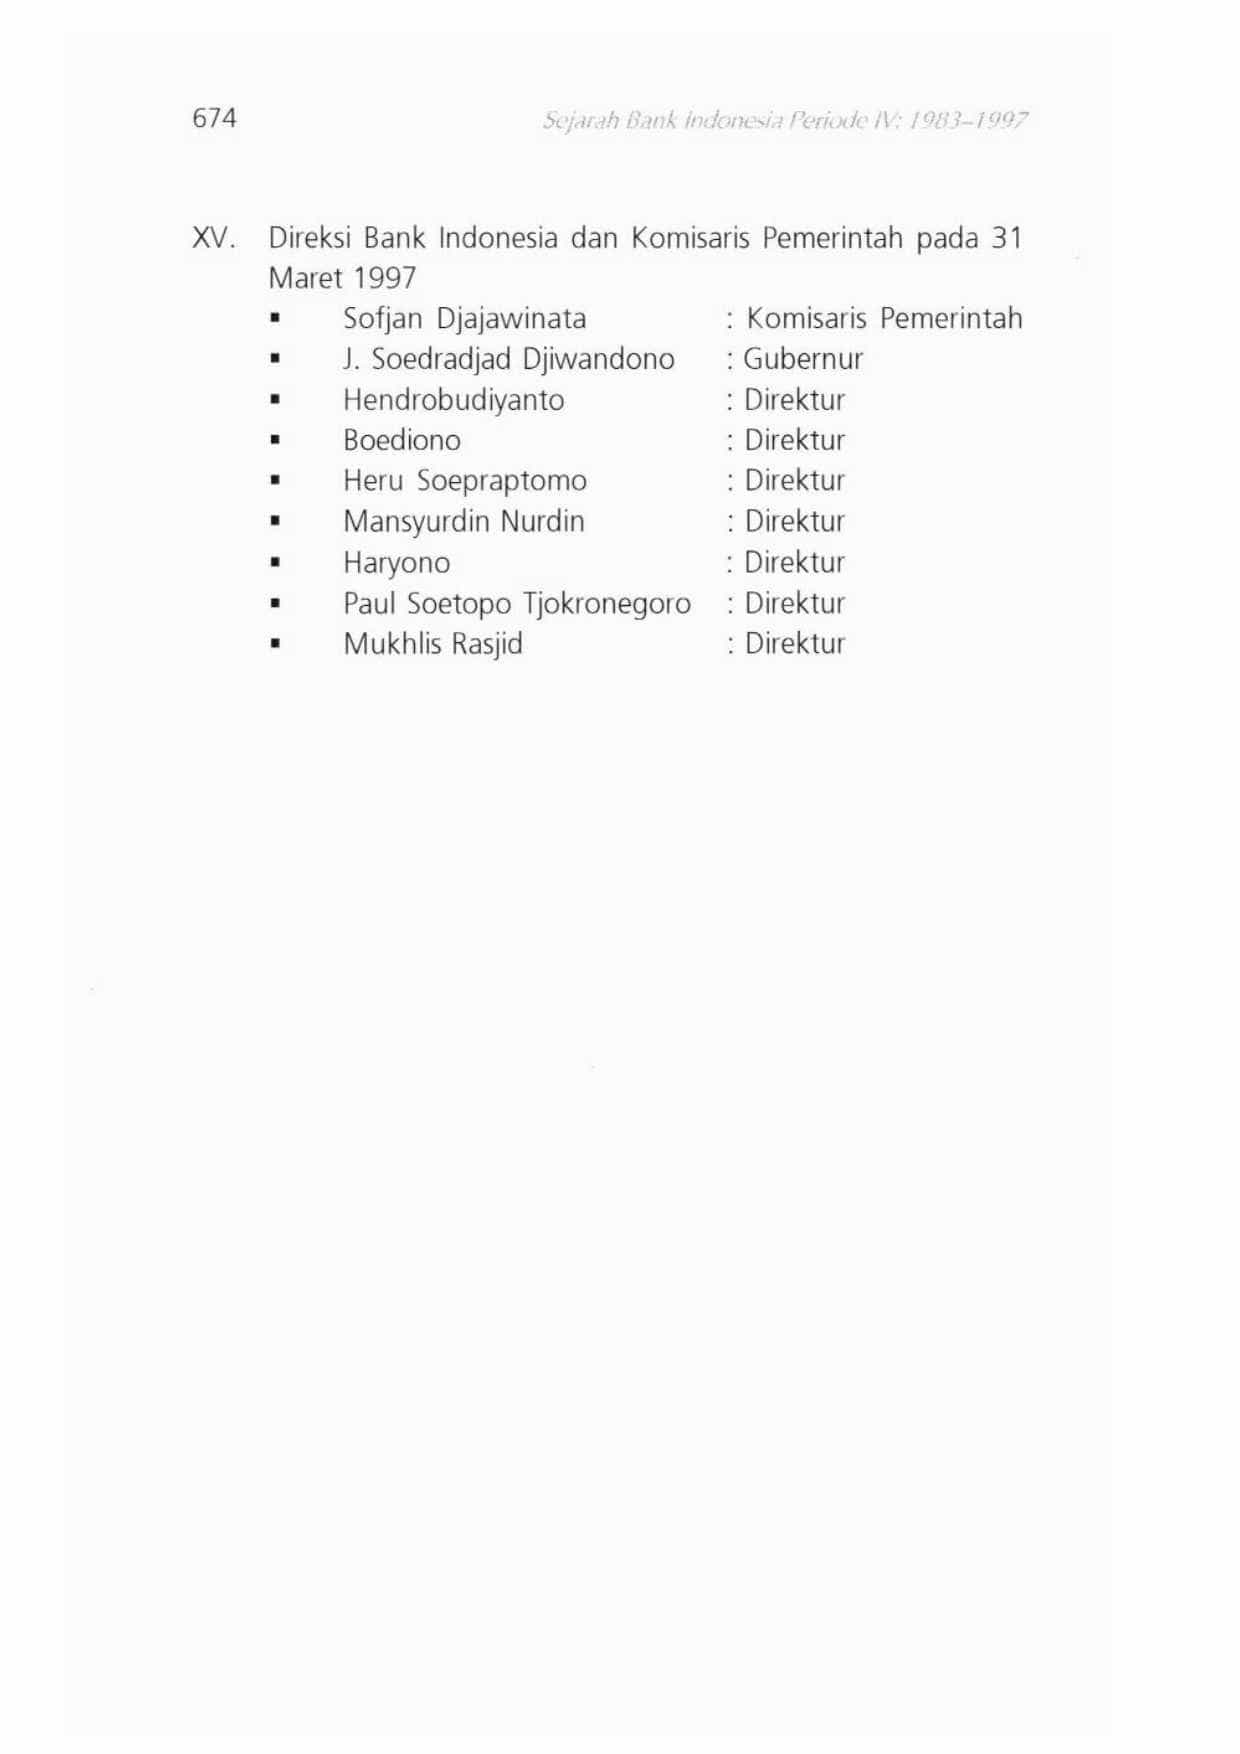 674 Sejarah Bank Indonesia Periode IV: 1983–1997
XV. Direksi Bank Indonesia dan Komisaris Pemerintah pada 31
Maret 1997
▪ Sofjan Djajawinata : Komisaris Pemerintah
▪ J. Soedradjad Djiwandono : Gubernur
▪ Hendrobudiyanto : Direktur
▪ Boediono : Direktur
▪ Heru Soepraptomo : Direktur
▪ Mansyurdin Nurdin : Direktur
▪ Haryono : Direktur
▪ Paul Soetopo Tjokronegoro : Direktur
▪ Mukhlis Rasjid : Direktur